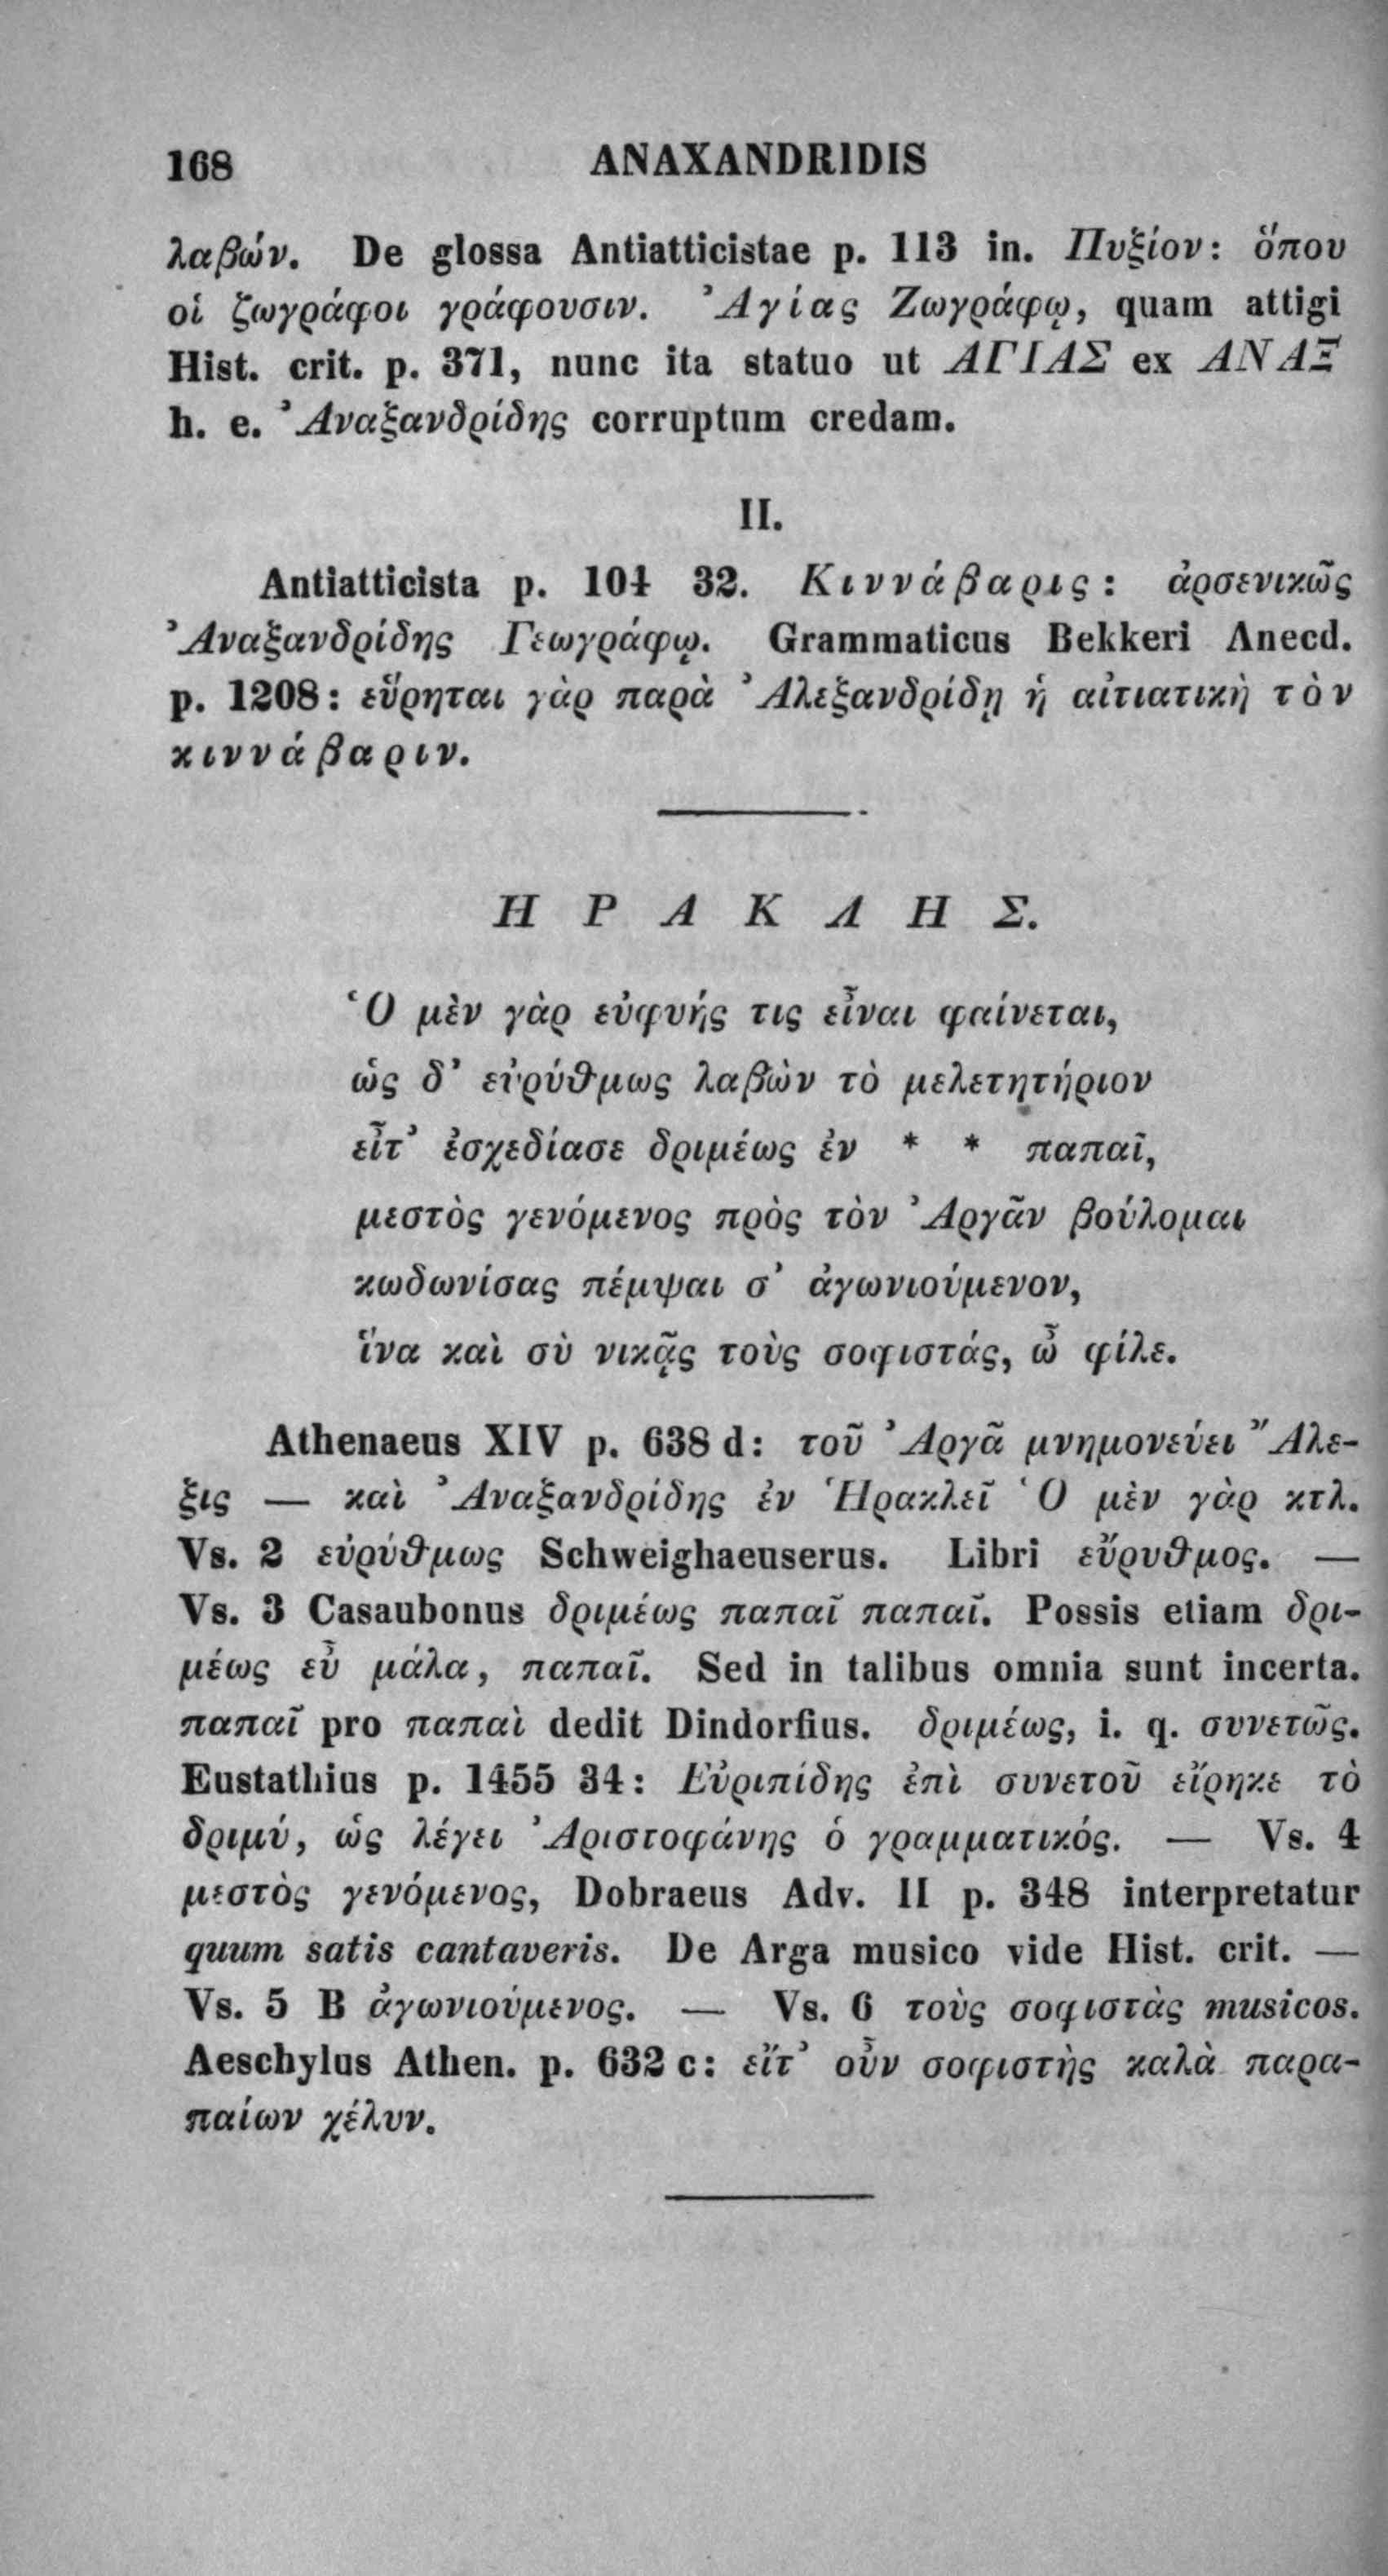 168 ANAXANDRIDIS
λαβών. De glossa Antiatticistae p. 113 in. Πυξίον: ὅπου
οἱ ζωγράφοι γράφουσιν. Ἀγίας Ζωγράφῳ, quam attigi
Hist. crit. p. 371, nunc ita statuo ut ΑΓΙΑΣ ex ΑΝΑΞ
h. e. Ἀναξανδρίδης corruptum credam.
II.
Antiatticista p. 104 32. Κιννάβαρις: ἀρσενικῶς
Ἀναξανδρίδης Γεωγράφῳ. Grammaticus Bekkeri Anecd.
p. 1208: εὕρηται γὰρ παρὰ Ἀλεξανδρίδῃ ἡ αἰτιατικὴ τὸν
κιννάβαριν.
ΗΡΑΚΛΗΣ.
Ὁ μὲν γὰρ εὐφυής τις εἶναι φαίνεται,
ὡς δ' εὐρύθμως λαβὼν τὸ μελετητήριον
εἶτ' ἐσχεδίασε δριμέως ἐν * * παπαῖ,
μεστὸς γενόμενος πρὸς τὸν Ἀργᾶν βούλομαι
κωδωνίσας πέμψαι σ' ἀγωνιούμενον,
ἵνα καὶ σὺ νικᾷς τοὺς σοφιστάς, ὦ φίλε.
Athenaeus XIV p. 638 d: τοῦ Ἀργᾶ μνημονεύει Ἄλε-
ξις — καὶ Ἀναξανδρίδης ἐν Ἡρακλεῖ Ὁ μὲν γὰρ κτλ.
Vs. 2 εὐρύθμως Schweighaeuserus. Libri εὔρυθμος. —
Vs. 3 Casaubonus δριμέως παπαῖ παπαῖ. Possis etiam δρι-
μέως εὖ μάλα, παπαῖ. Sed in talibus omnia sunt incerta.
παπαῖ pro παπαὶ dedit Dindorfius. δριμέως, i. q. συνετῶς.
Eustathius p. 1455 34: Εὐριπίδης ἐπὶ συνετοῦ εἴρηκε τὸ
δριμύ, ὡς λέγει Ἀριστοφάνης ὁ γραμματικός. — Vs. 4
μεστὸς γενόμενος, Dobraeus Adv. II p. 348 interpretatur
quum satis cantaveris. De Arga musico vide Hist. crit. —
Vs. 5 B ἀγωνιούμενος. — Vs. 6 τοὺς σοφιστὰς musicos.
Aeschylus Athen. p. 632 c: εἴτ' οὖν σοφιστὴς καλὰ παρα-
παίων χέλυν.